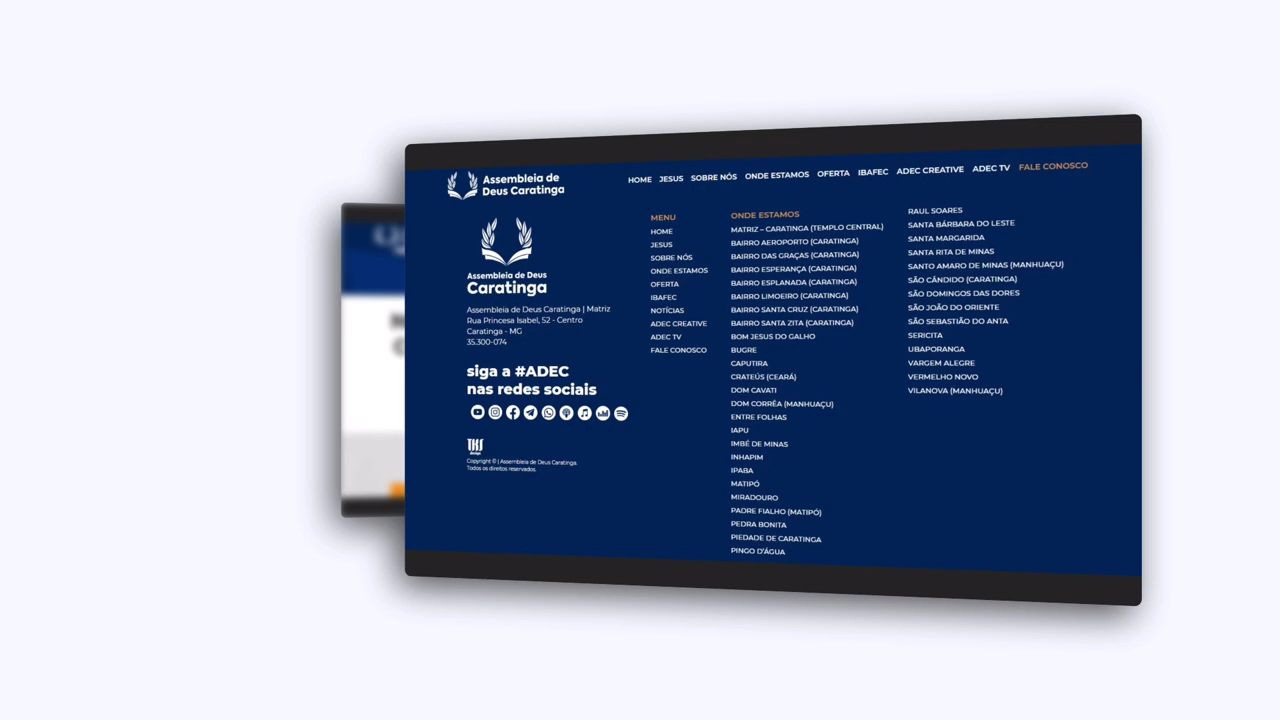 Assembleia de
Deus Caratinga
HOME JESUS SOBRE NÓS ONDE ESTAMOS OFERTA IBAFEC ADEC CREATIVE ADEC TV FALE CONOSCO
Assembleia de Deus
Caratinga
Assembleia de Deus Caratinga | Matriz
Rua Princesa Isabel, 52 - Centro
Caratinga - MG
35.300-074
siga a #ADEC
nas redes sociais
Copyright © | Assembleia de Deus Caratinga.
Todos os direitos reservados.
MENU
HOME
JESUS
SOBRE NÓS
ONDE ESTAMOS
OFERTA
IBAFEC
NOTÍCIAS
ADEC CREATIVE
ADEC TV
FALE CONOSCO
ONDE ESTAMOS
MATRIZ – CARATINGA (TEMPLO CENTRAL)
BAIRRO AEROPORTO (CARATINGA)
BAIRRO DAS GRAÇAS (CARATINGA)
BAIRRO ESPERANÇA (CARATINGA)
BAIRRO ESPLANADA (CARATINGA)
BAIRRO LIMOEIRO (CARATINGA)
BAIRRO SANTA CRUZ (CARATINGA)
BAIRRO SANTA ZITA (CARATINGA)
BOM JESUS DO GALHO
BUGRE
CAPUTIRA
CRATEÚS (CEARÁ)
DOM CAVATI
DOM CORRÊA (MANHUAÇU)
ENTRE FOLHAS
IAPU
IMBÉ DE MINAS
INHAPIM
IPABA
MATIPÓ
MIRADOURO
PADRE FIALHO (MATIPÓ)
PEDRA BONITA
PIEDADE DE CARATINGA
PINGO D'ÁGUA
RAUL SOARES
SANTA BÁRBARA DO LESTE
SANTA MARGARIDA
SANTA RITA DE MINAS
SANTO AMARO DE MINAS (MANHUAÇU)
SÃO CÂNDIDO (CARATINGA)
SÃO DOMINGOS DAS DORES
SÃO JOÃO DO ORIENTE
SÃO SEBASTIÃO DO ANTA
SERICITA
UBAPORANGA
VARGEM ALEGRE
VERMELHO NOVO
VILANOVA (MANHUAÇU)